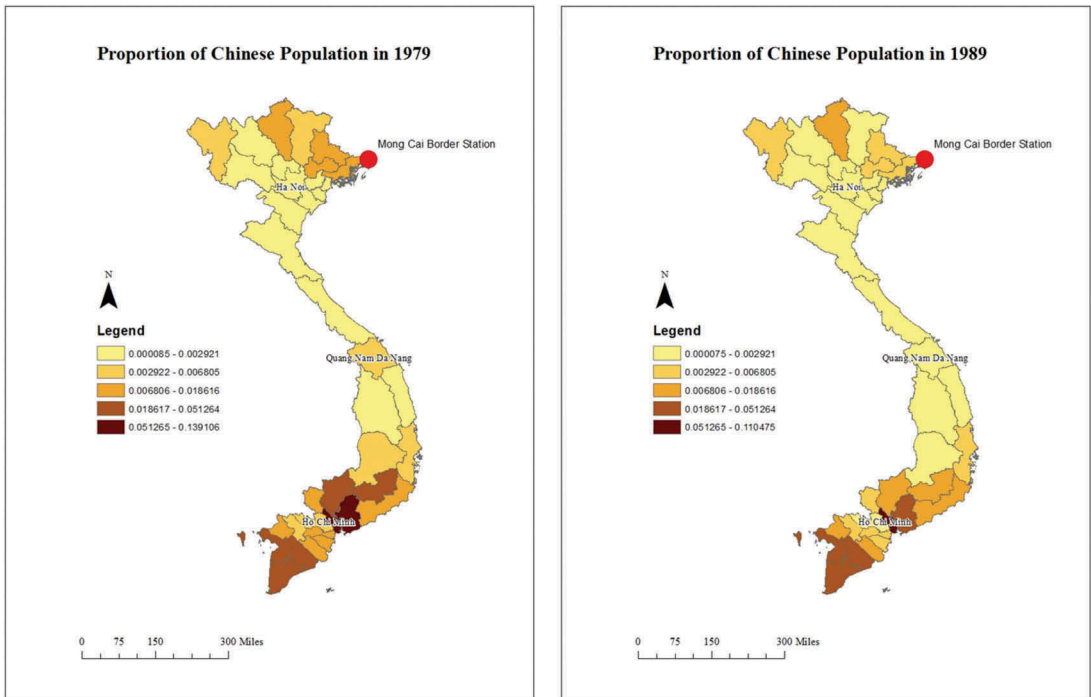 Proportion of Chinese Population in 1979
Mong Cai Border Station
Ha Noi
N
Legend
0.000085 - 0.002921
0.002922 - 0.006805
0.006806 - 0.018616
0.018617 - 0.051264
0.051265 - 0.139106
Quang Nam Da Nang
Ho Chi Minh
0 75 150 300 Miles
Proportion of Chinese Population in 1989
Mong Cai Border Station
Ha Noi
N
Legend
0.000075 - 0.002921
0.002922 - 0.006805
0.006806 - 0.018616
0.018617 - 0.051264
0.051265 - 0.110475
Quang Nam Da Nang
Ho Chi Minh
0 75 150 300 Miles